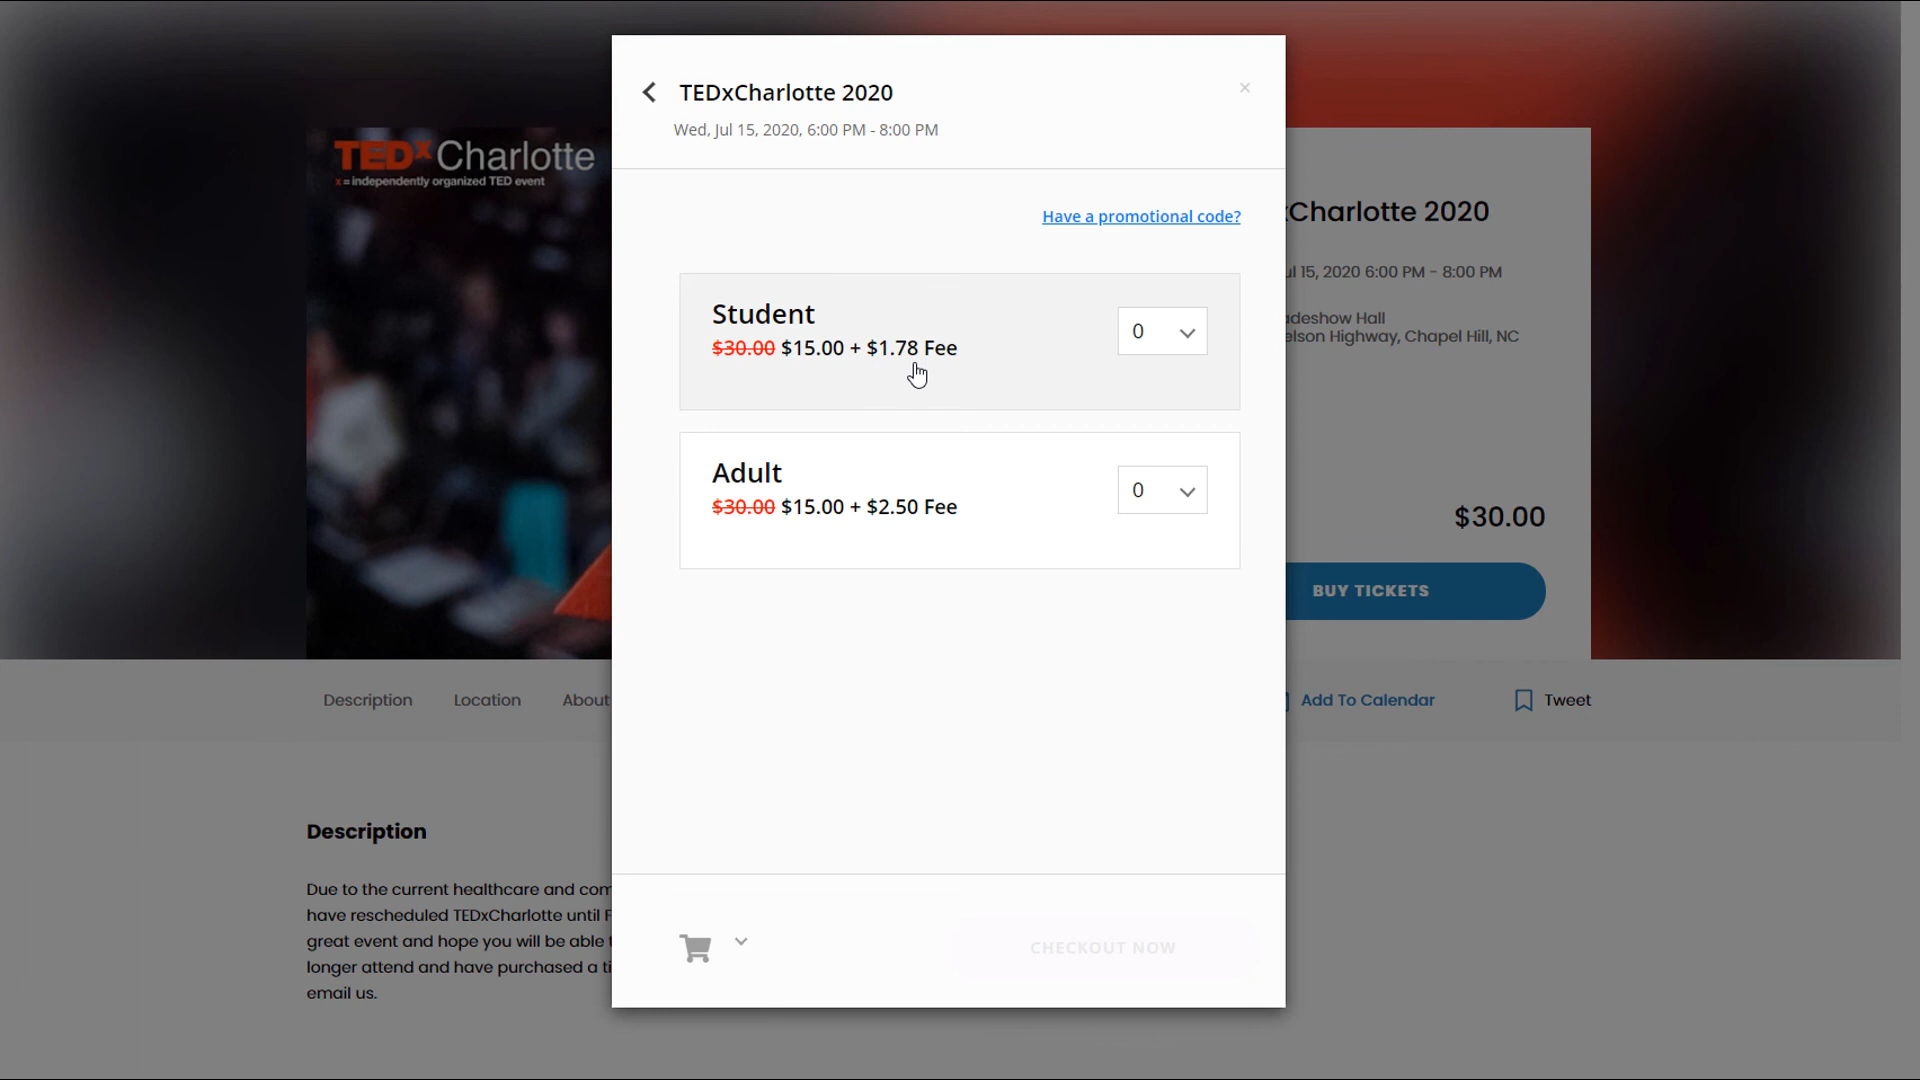 TEDxCharlotte 2020
Wed, Jul 15, 2020, 6:00 PM - 8:00 PM
×
Have a promotional code?
Student
$30.00 $15.00 + $1.78 Fee
0
Adult
$30.00 $15.00 + $2.50 Fee
0
CHECKOUT NOW
TEDxCharlotte
x = independently organized TED event
Charlotte 2020
15, 2020 6:00 PM - 8:00 PM
Hall
Highway, Chapel Hill, NC
$30.00
BUY TICKETS
Description
Location
About
Add To Calendar
Tweet
Description
Due to the current healthcare and
have rescheduled TEDxCharlotte until
great event and hope you will be able
longer attend and have purchased a
email us.